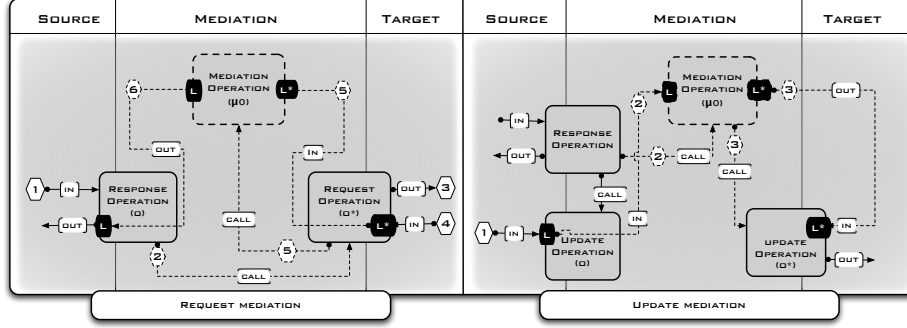 SOURCE
MEDIATION
TARGET
6
L
MEDIATION
OPERATION
(μO)
L*
5
OUT
IN
1
IN
RESPONSE
OPERATION
(O)
OUT
L
CALL
REQUEST
OPERATION
(O*)
OUT
3
L*
IN
4
2
5
CALL
REQUEST MEDIATION
SOURCE
MEDIATION
TARGET
2
L
MEDIATION
OPERATION
(μO)
L*
3
OUT
IN
OUT
RESPONSE
OPERATION
2
CALL
3
CALL
CALL
IN
1
IN
L
UPDATE
OPERATION
(O)
L*
IN
UPDATE
OPERATION
(O*)
OUT
UPDATE MEDIATION